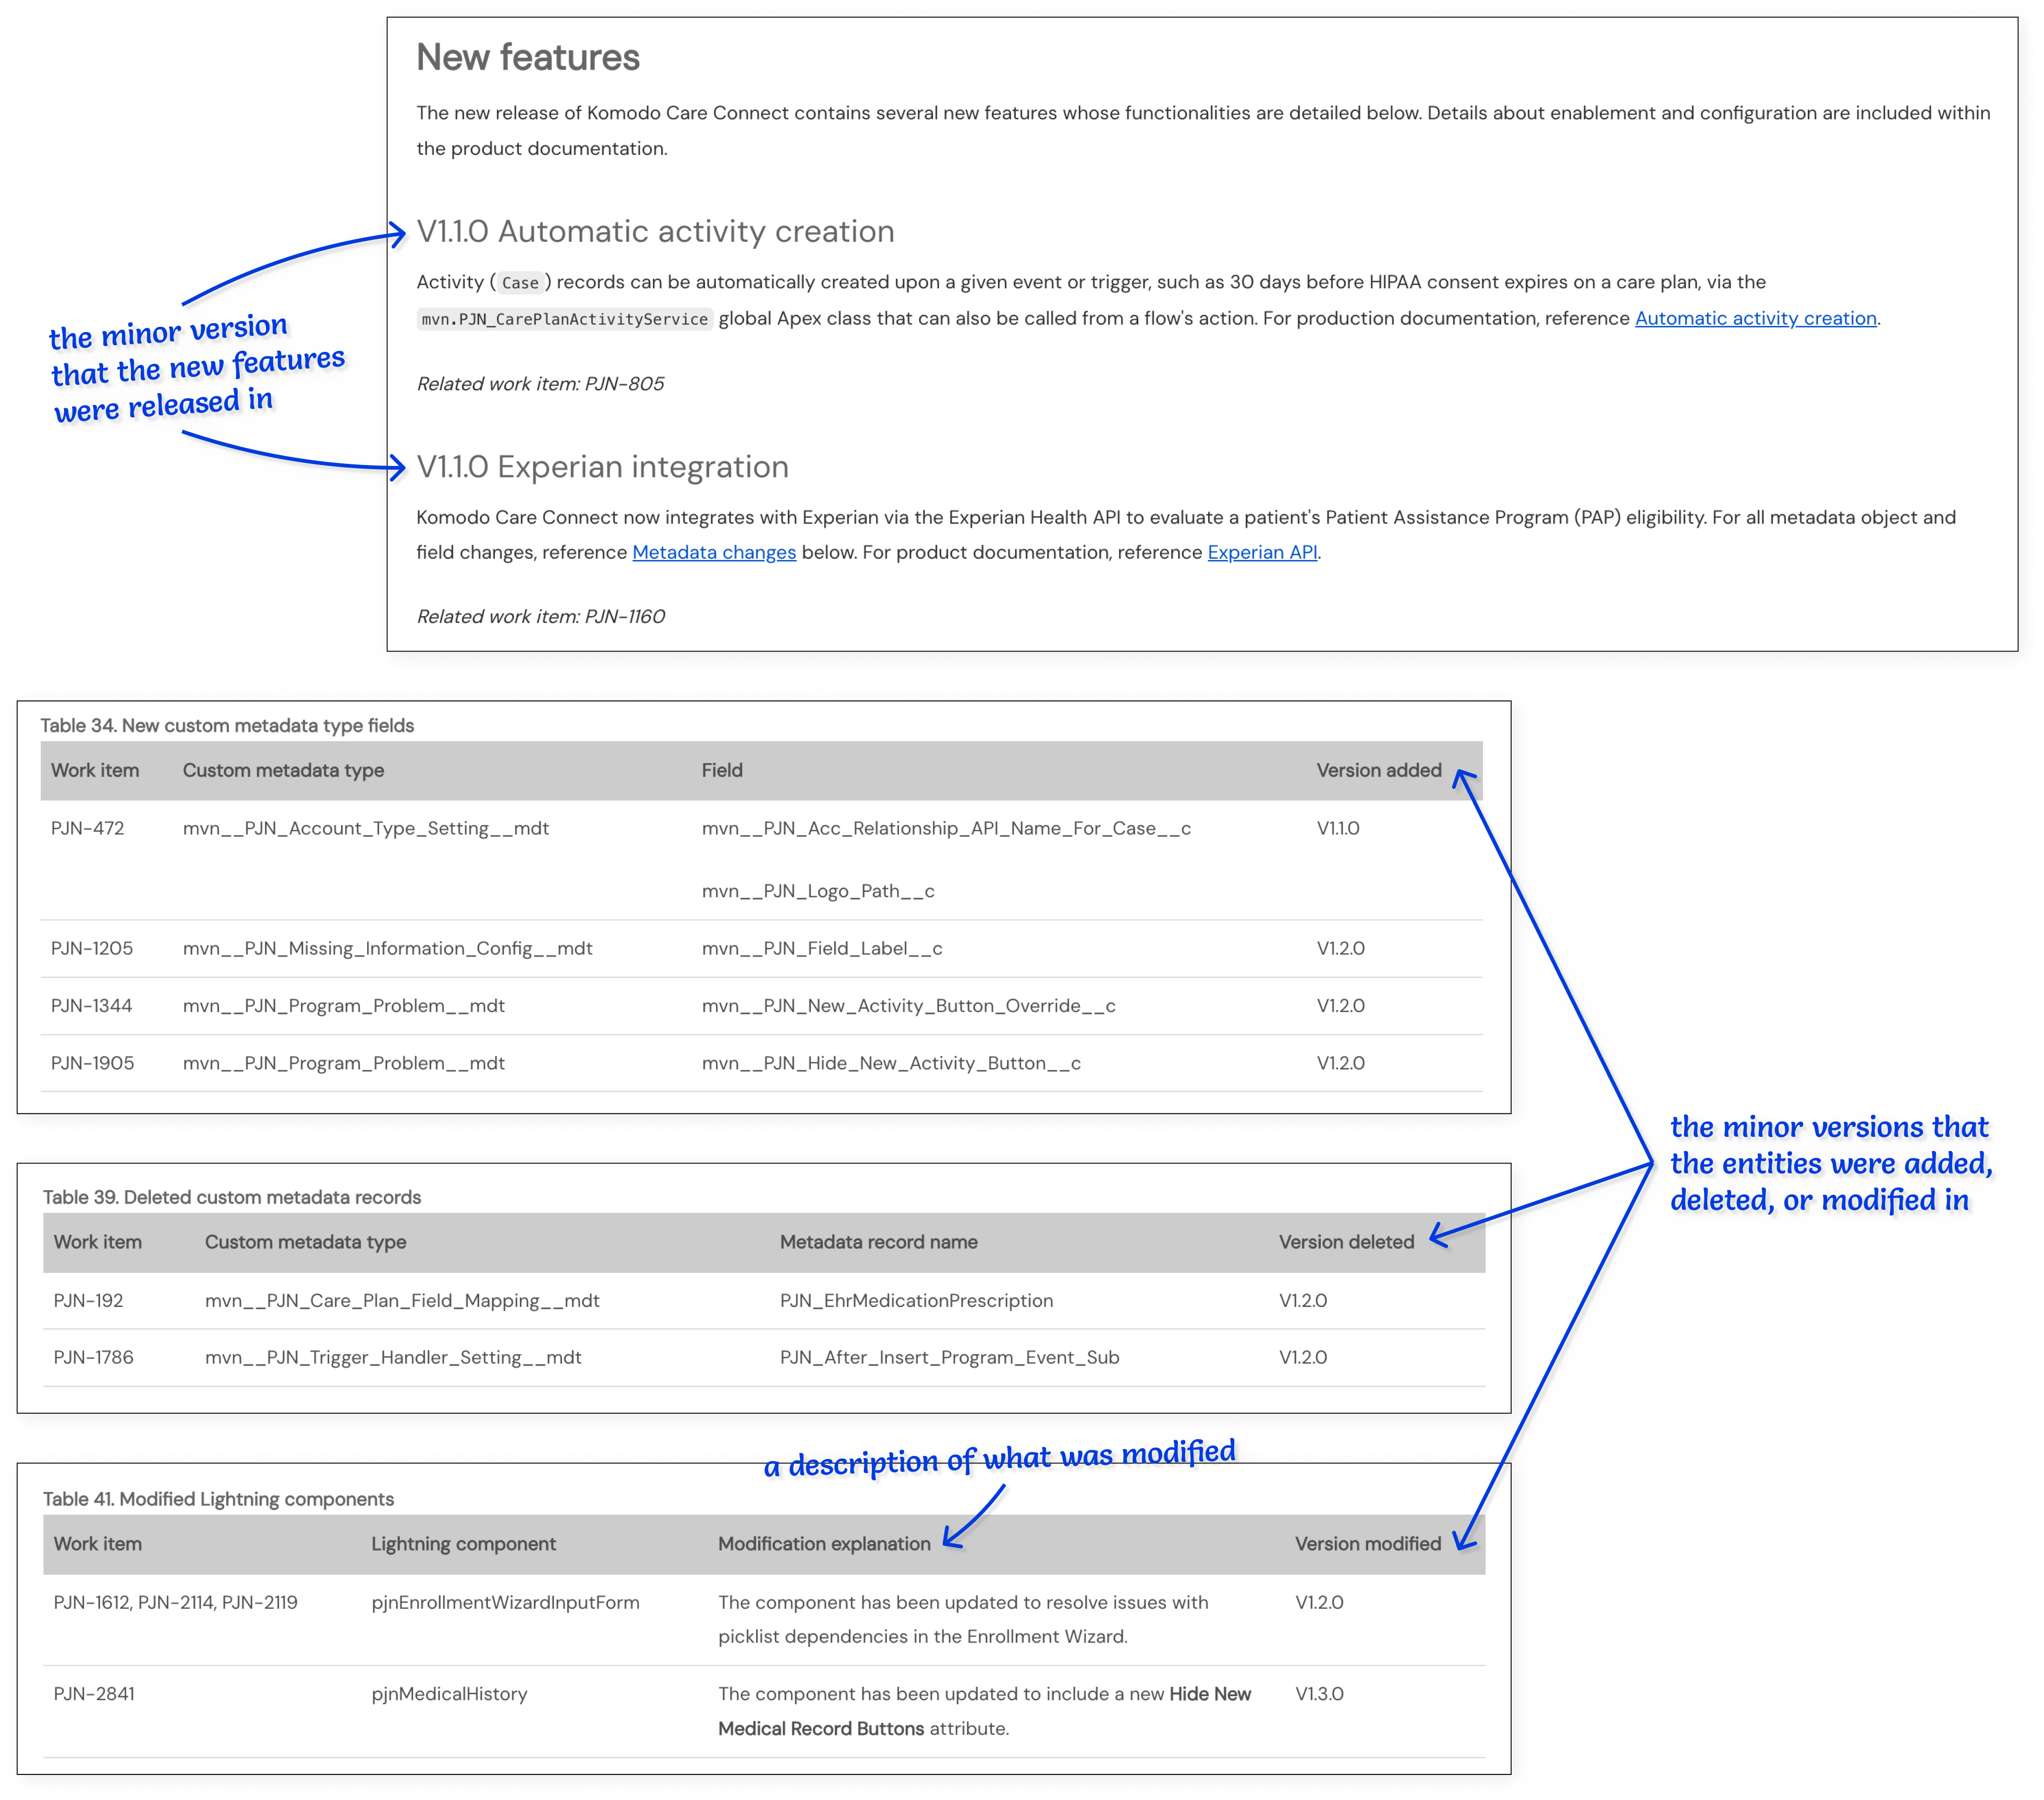 New features
The new release of Komodo Care Connect contains several new features whose functionalities are detailed below. Details about enablement and configuration are included within
the product documentation.
V1.1.0 Automatic activity creation
Activity ( Case ) records can be automatically created upon a given event or trigger, such as 30 days before HIPAA consent expires on a care plan, via the
mvn.PJN_CarePlanActivityService global Apex class that can also be called from a flow's action. For production documentation, reference Automatic activity creation.
Related work item: PJN-805
the minor version
that the new features
were released in
V1.1.0 Experian integration
Komodo Care Connect now integrates with Experian via the Experian Health API to evaluate a patient's Patient Assistance Program (PAP) eligibility. For all metadata object and
field changes, reference Metadata changes below. For product documentation, reference Experian API.
Related work item: PJN-1160
Table 34. New custom metadata type fields
Work item Custom metadata type Field Version added
PJN-472 mvn__PJN_Account_Type_Setting__mdt mvn__PJN_Acc_Relationship_API_Name_For_Case__c V1.1.0
mvn__PJN_Logo_Path__c
PJN-1205 mvn__PJN_Missing_Information_Config__mdt mvn__PJN_Field_Label__c V1.2.0
PJN-1344 mvn__PJN_Program_Problem__mdt mvn__PJN_New_Activity_Button_Override__c V1.2.0
PJN-1905 mvn__PJN_Program_Problem__mdt mvn__PJN_Hide_New_Activity_Button__c V1.2.0
the minor versions that
the entities were added,
deleted, or modified in
Table 39. Deleted custom metadata records
Work item Custom metadata type Metadata record name Version deleted
PJN-192 mvn__PJN_Care_Plan_Field_Mapping__mdt PJN_EhrMedicationPrescription V1.2.0
PJN-1786 mvn__PJN_Trigger_Handler_Setting__mdt PJN_After_Insert_Program_Event_Sub V1.2.0
a description of what was modified
Table 41. Modified Lightning components
Work item Lightning component Modification explanation Version modified
PJN-1612, PJN-2114, PJN-2119 pjnEnrollmentWizardInputForm The component has been updated to resolve issues with V1.2.0
picklist dependencies in the Enrollment Wizard.
PJN-2841 pjnMedicalHistory The component has been updated to include a new Hide New V1.3.0
Medical Record Buttons attribute.